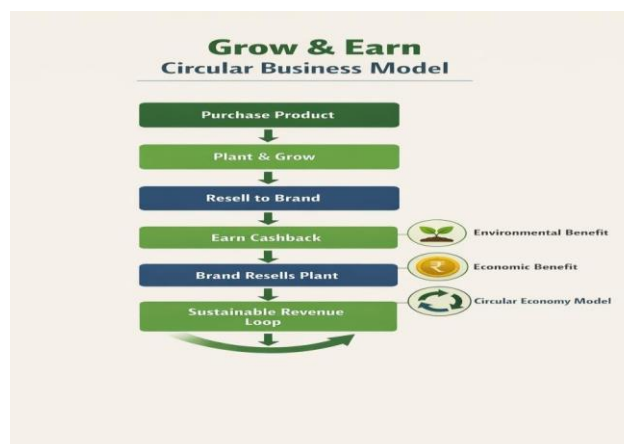 Grow & Earn
Circular Business Model
Purchase Product
Plant & Grow
Resell to Brand
Earn Cashback
Environmental Benefit
Brand Resells Plant
₹
Economic Benefit
Sustainable Revenue
Loop
Circular Economy Model